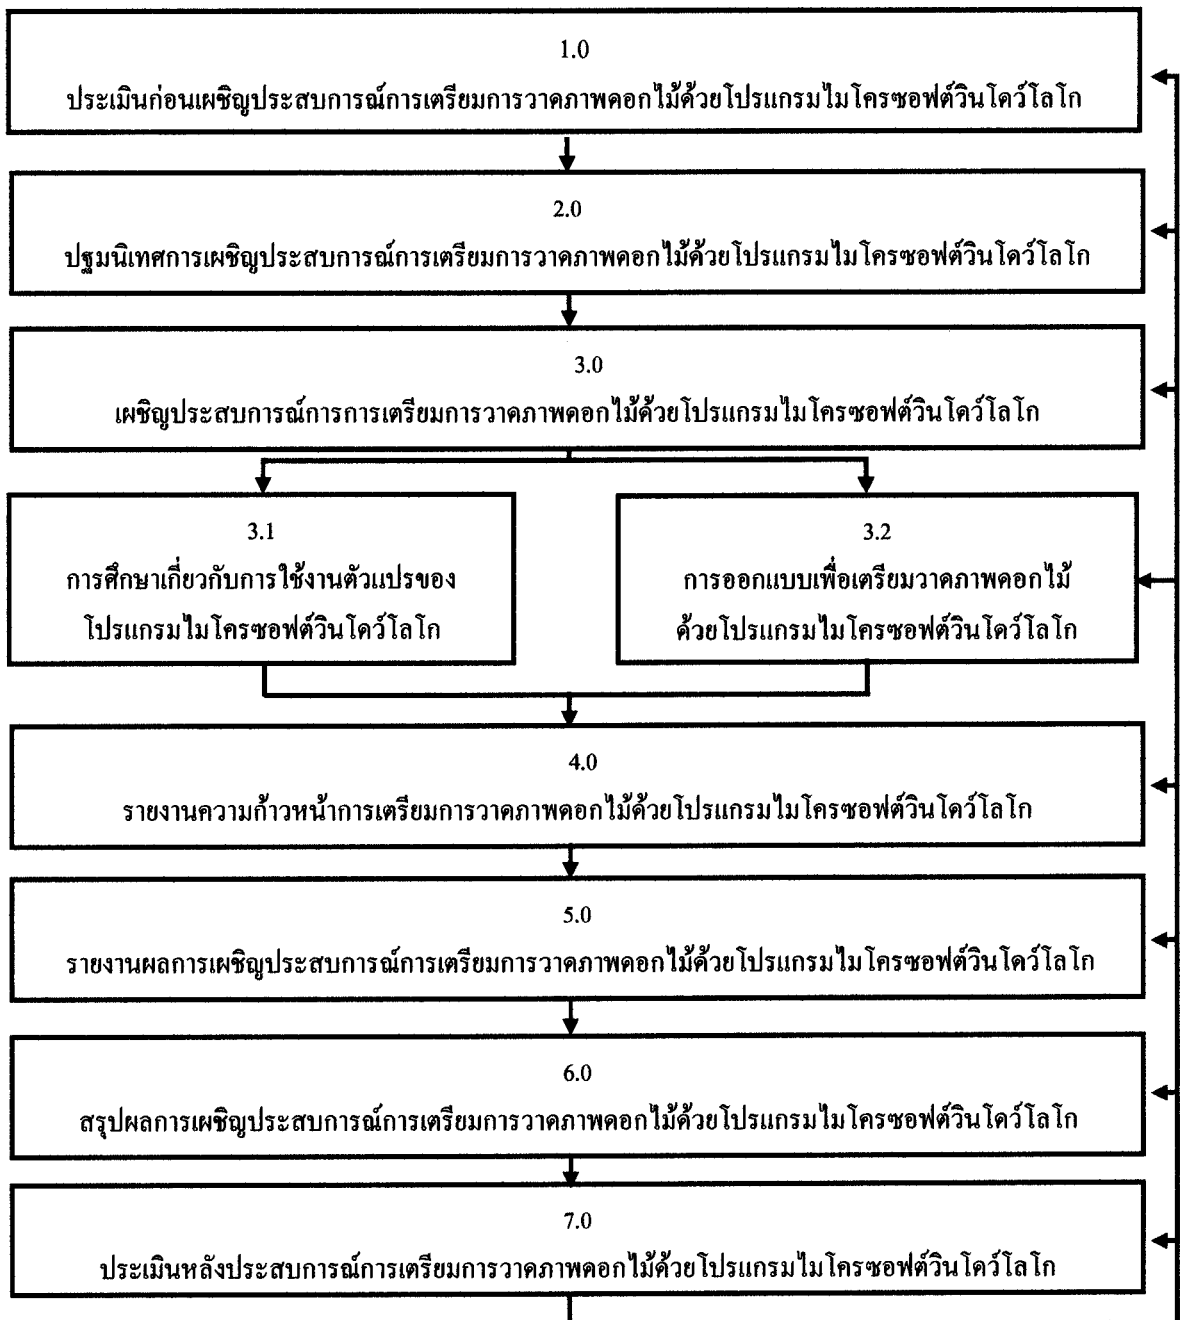 1.0
ประเมินก่อนเผชิญประสบการณ์การเตรียมการวาดภาพดอกไม้ด้วยโปรแกรมไมโครซอฟต์วินโดว์โลโก
2.0
ปฐมนิเทศการเผชิญประสบการณ์การเตรียมการวาดภาพดอกไม้ด้วยโปรแกรมไมโครซอฟต์วินโดว์โลโก
3.0
เผชิญประสบการณ์การการเตรียมการวาดภาพดอกไม้ด้วยโปรแกรมไมโครซอฟต์วินโดว์โลโก
3.1
การศึกษาเกี่ยวกับการใช้งานตัวแปรของ
โปรแกรมไมโครซอฟต์วินโดว์โลโก
3.2
การออกแบบเพื่อเตรียมวาดภาพดอกไม้
ด้วยโปรแกรมไมโครซอฟต์วินโดว์โลโก
4.0
รายงานความก้าวหน้าการเตรียมการวาดภาพดอกไม้ด้วยโปรแกรมไมโครซอฟต์วินโดว์โลโก
5.0
รายงานผลการเผชิญประสบการณ์การเตรียมการวาดภาพดอกไม้ด้วยโปรแกรมไมโครซอฟต์วินโดว์โลโก
6.0
สรุปผลการเผชิญประสบการณ์การเตรียมการวาดภาพดอกไม้ด้วยโปรแกรมไมโครซอฟต์วินโดว์โลโก
7.0
ประเมินหลังประสบการณ์การเตรียมการวาดภาพดอกไม้ด้วยโปรแกรมไมโครซอฟต์วินโดว์โลโก